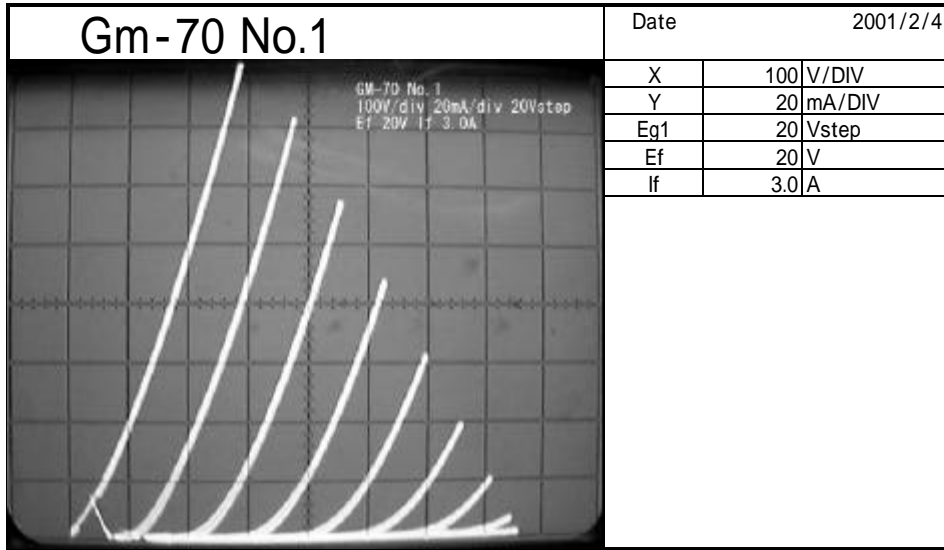 Gm-70 No.1
Date 2001/2/4
GM-70 No.1
100V/div 20mA/div 20Vstep
Ef 20V If 3.0A
X 100 V/DIV
Y 20 mA/DIV
Eg1 20 Vstep
Ef 20 V
If 3.0 A